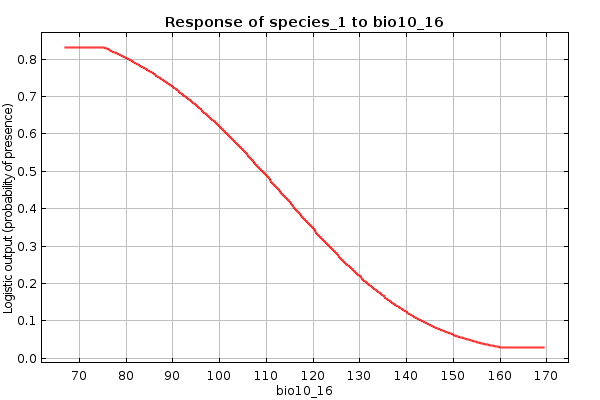 Response of species_1 to bio10_16
Logistic output (probability of presence)
0.8
0.7
0.6
0.5
0.4
0.3
0.2
0.1
0.0
70 80 90 100 110 120 130 140 150 160 170
bio10_16